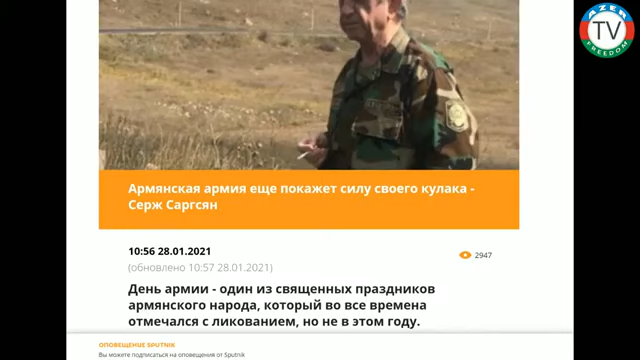 AZER
TV
FREEDOM
Армянская армия еще покажет силу своего кулака -
Серж Саргсян
10:56 28.01.2021
2947
(обновлено 10:57 28.01.2021)
День армии - один из священных праздников
армянского народа, который во все времена
отмечался с ликованием, но не в этом году.
ОПОВЕЩЕНИЕ SPUTNIK
Вы можете подписаться на оповещения от Sputnik